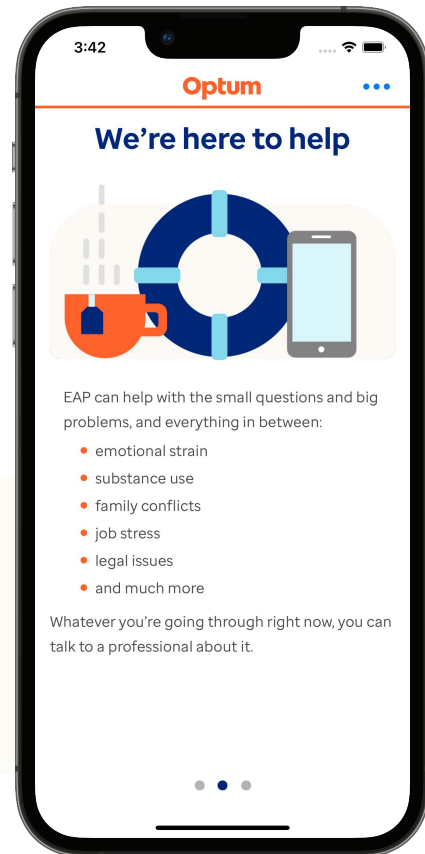 3:42
Optum
We’re here to help
EAP can help with the small questions and big
problems, and everything in between:
emotional strain
substance use
family conflicts
job stress
legal issues
and much more
Whatever you’re going through right now, you can
talk to a professional about it.